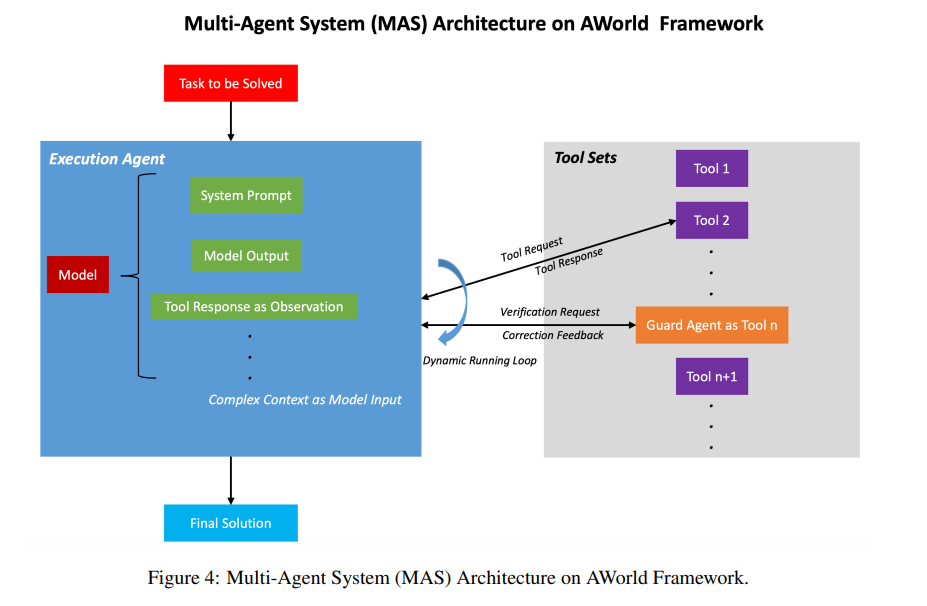 Multi-Agent System (MAS) Architecture on AWorld Framework
Task to be Solved
Execution Agent
System Prompt
Model Output
Model
Tool Response as Observation
Complex Context as Model Input
Tool Request
Tool Response
Verification Request
Correction Feedback
Dynamic Running Loop
Tool Sets
Tool 1
Tool 2
Guard Agent as Tool n
Tool n+1
Final Solution
Figure 4: Multi-Agent System (MAS) Architecture on AWorld Framework.